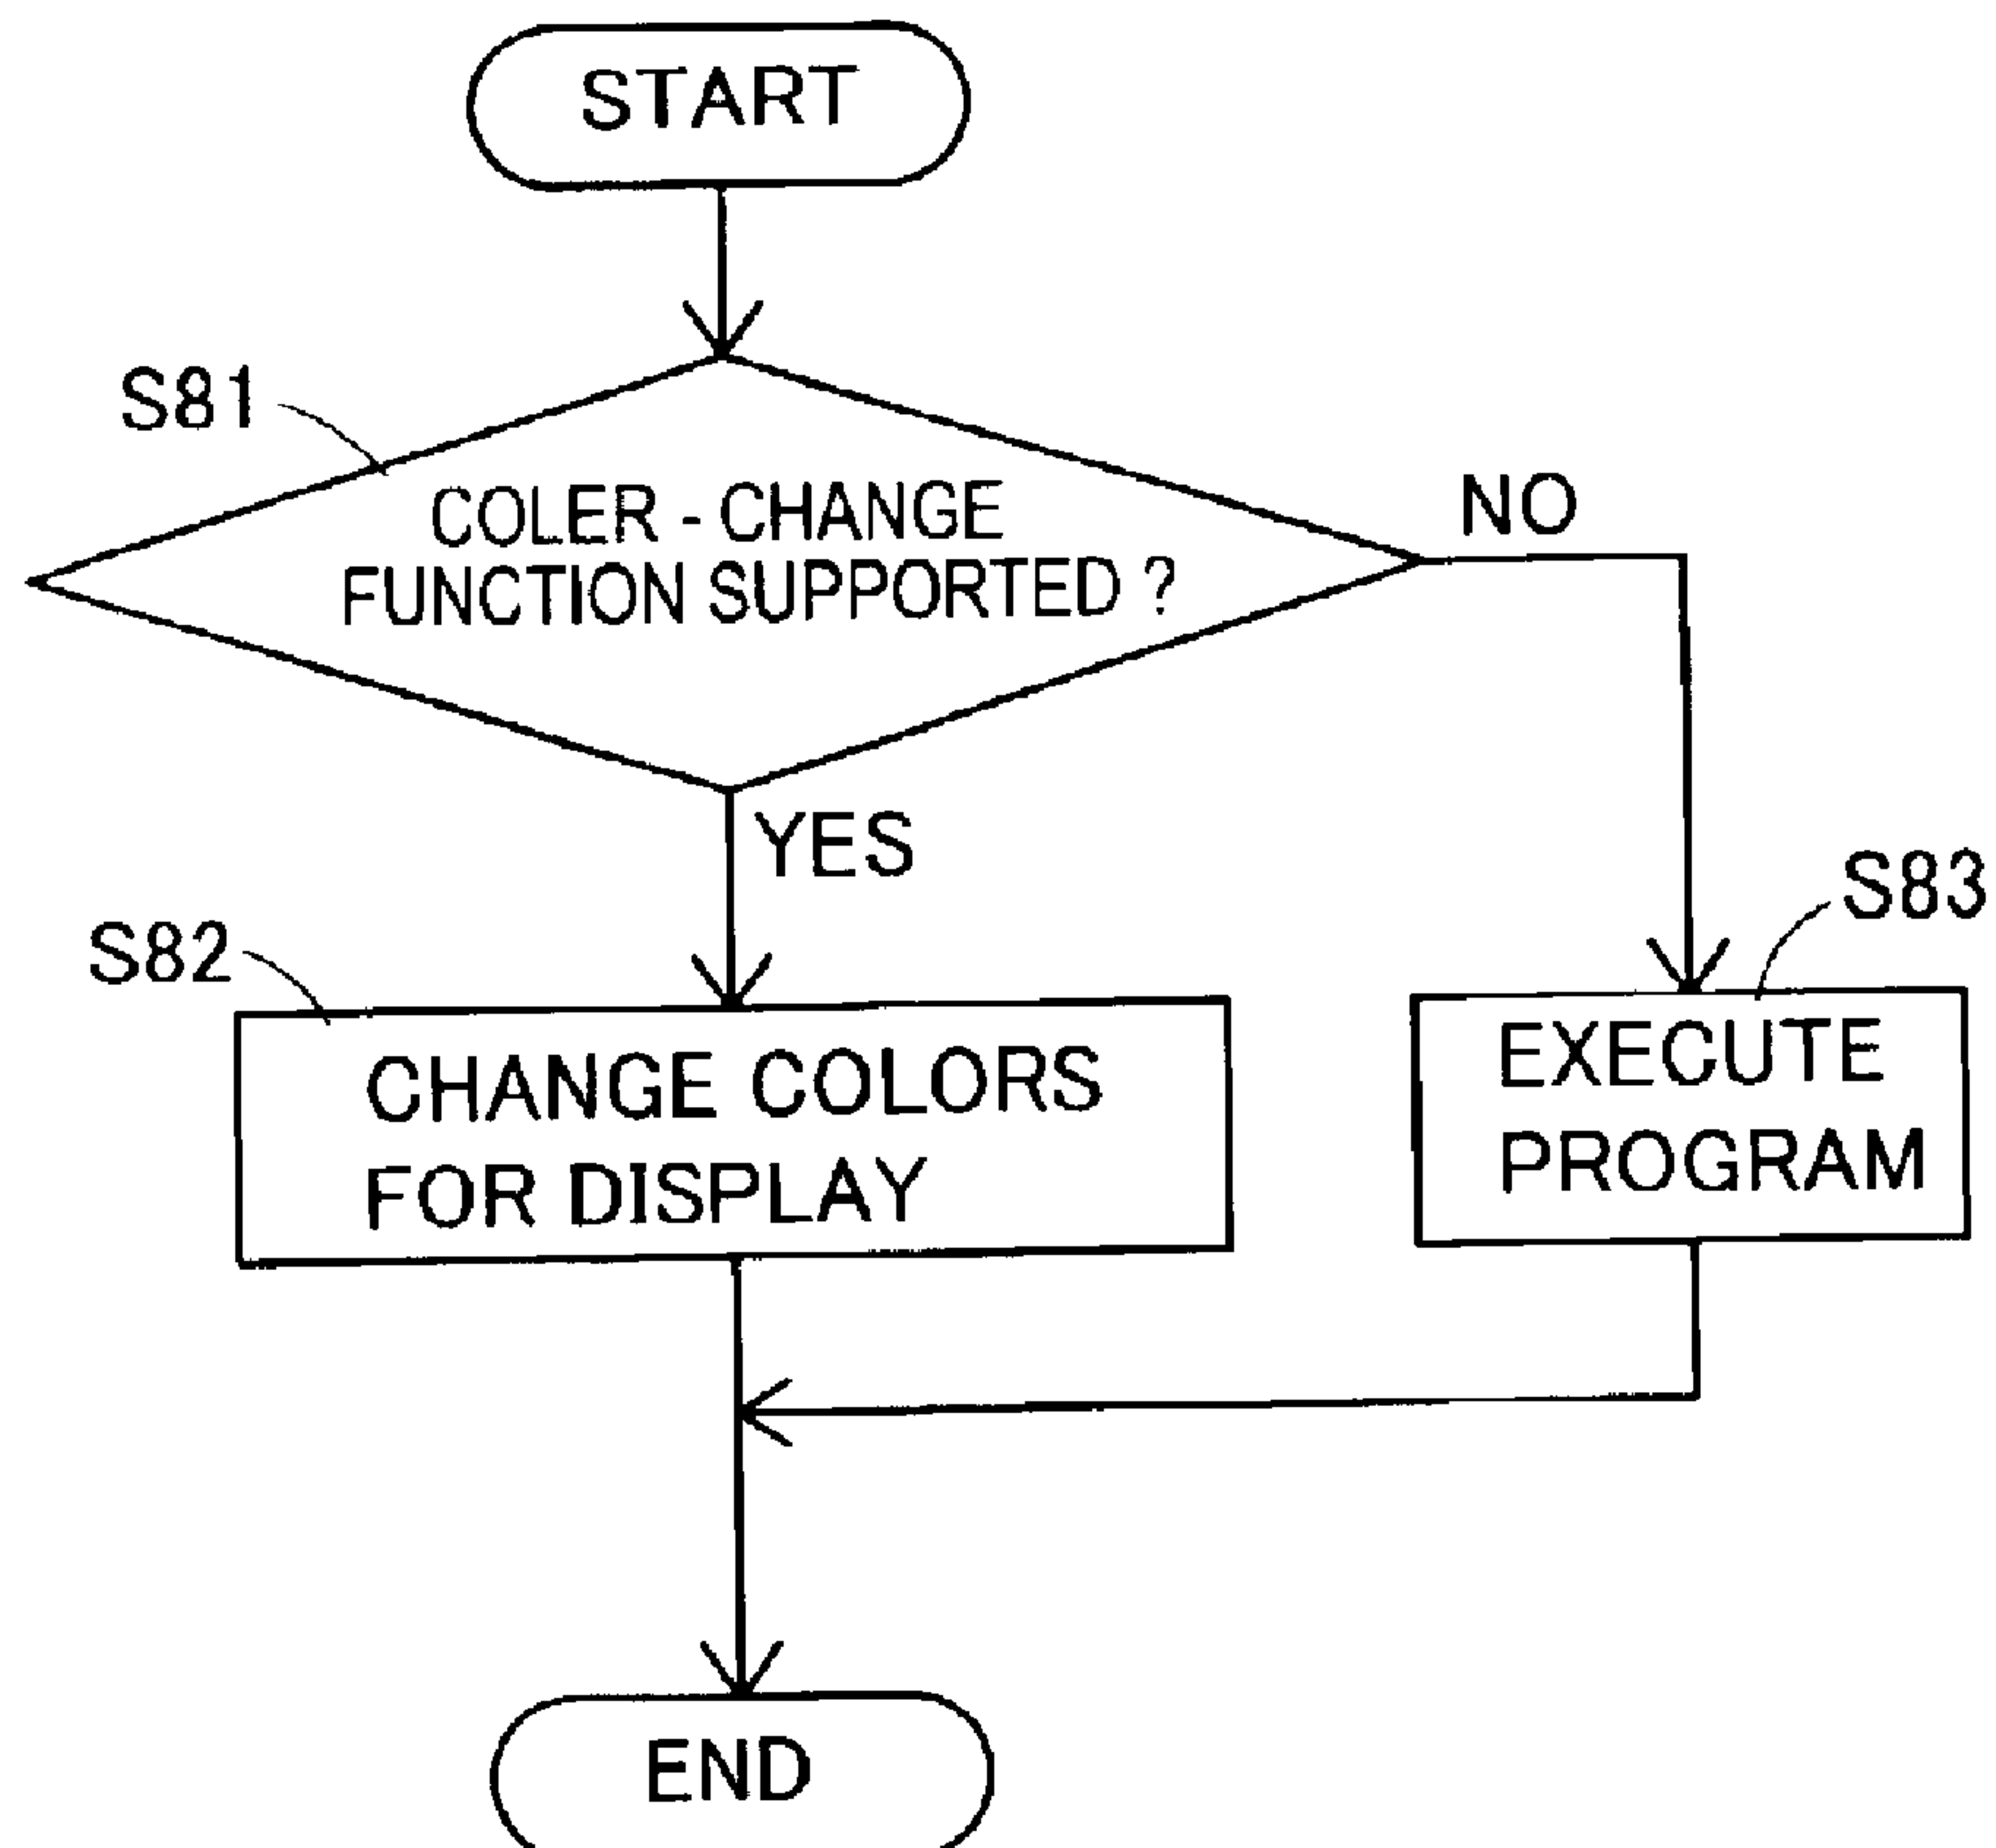 START
S81
COLER - CHANGE
FUNCTION SUPPORTED ?
NO
YES
S82
CHANGE COLORS
FOR DISPLAY
S83
EXECUTE
PROGRAM
END